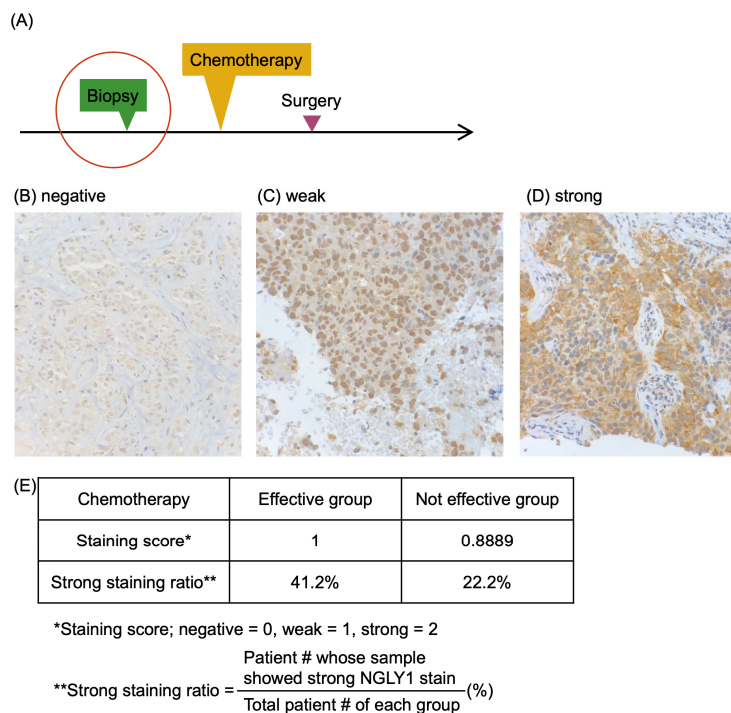 (A)
Chemotherapy
Biopsy
Surgery
(B) negative
(C) weak
(D) strong
(E)
Chemotherapy
Effective group
Not effective group
Staining score*
1
0.8889
Strong staining ratio**
41.2%
22.2%
*Staining score; negative = 0, weak = 1, strong = 2
Patient # whose sample
showed strong NGLY1 stain
**Strong staining ratio = (%)
Total patient # of each group